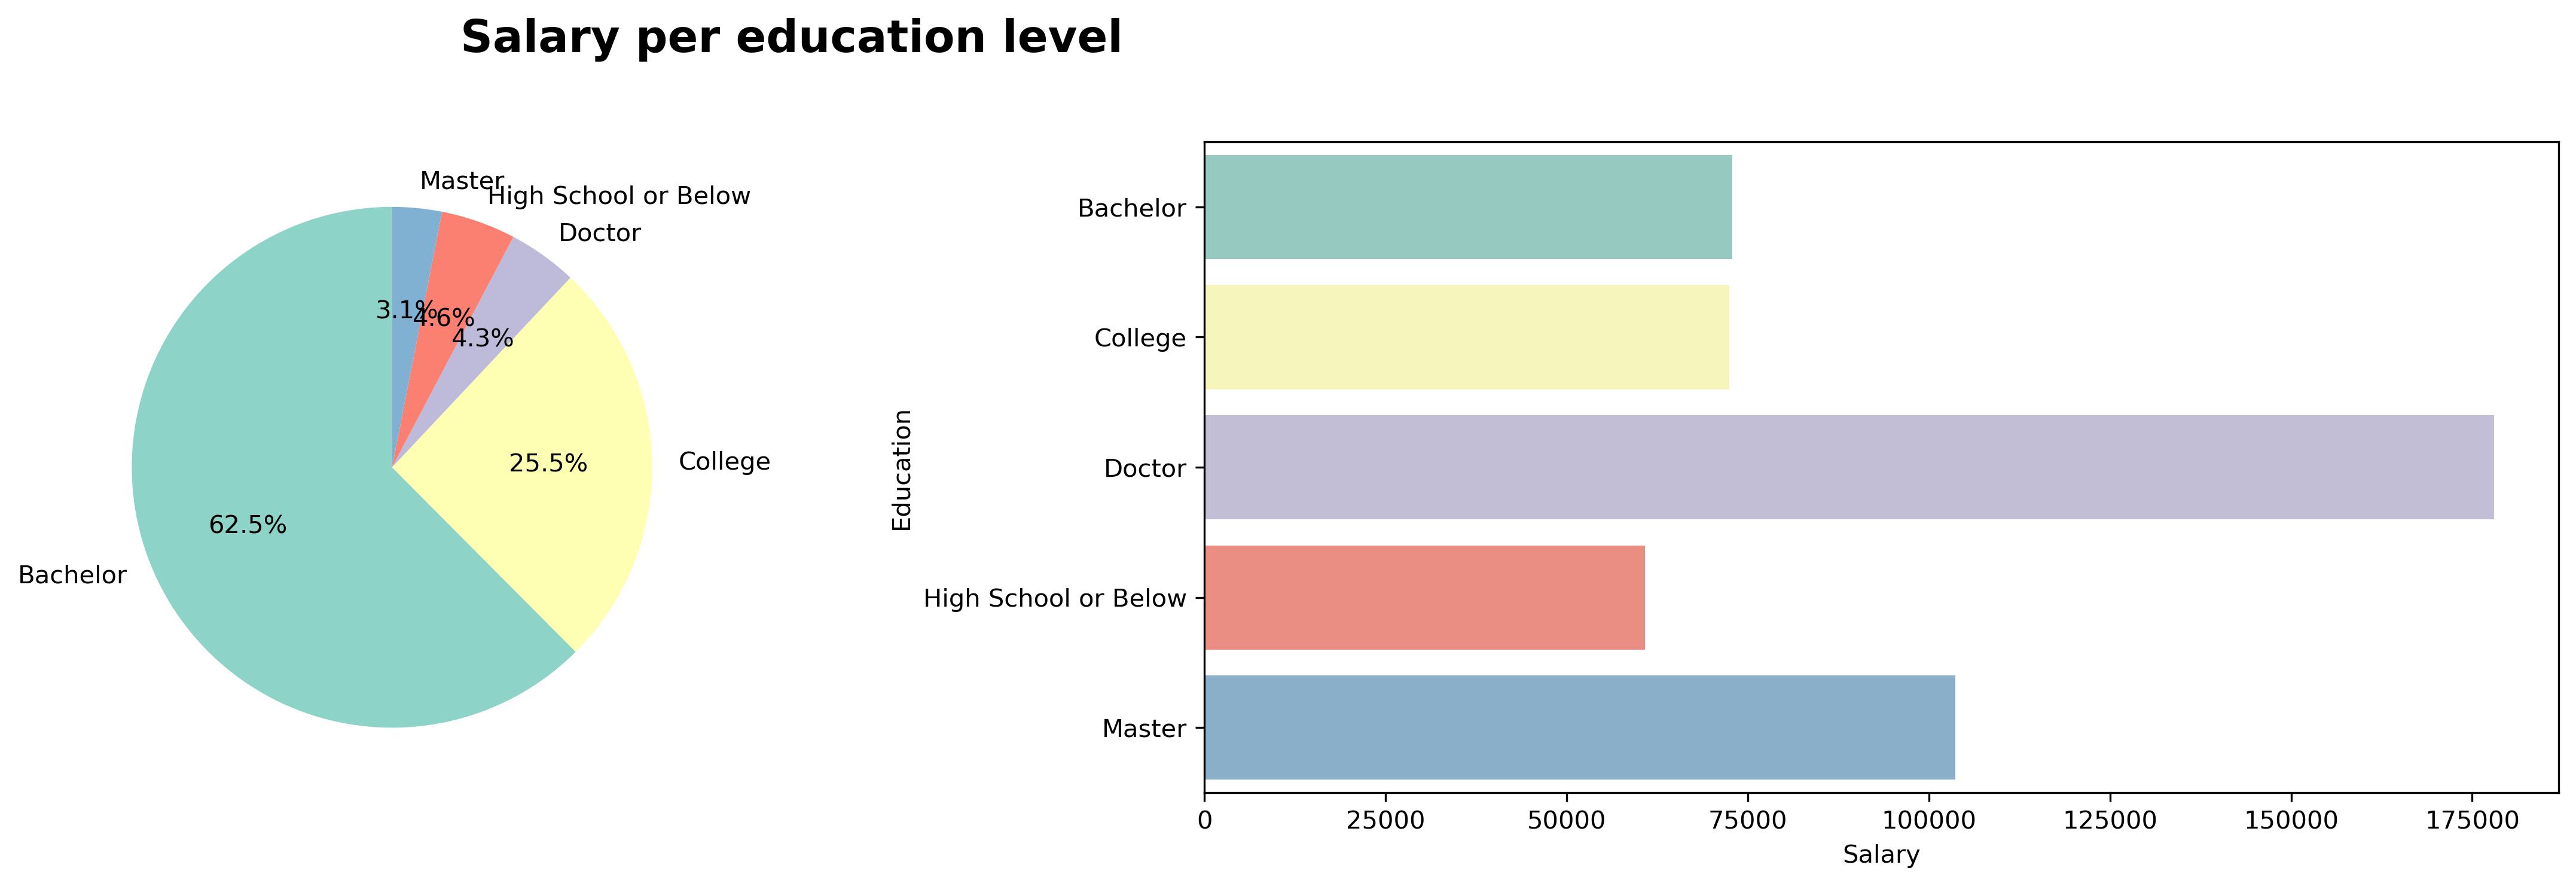 Salary per education level
Master
High School or Below
Doctor
3.1%
4.6%
4.3%
College
25.5%
62.5%
Bachelor
Education
Bachelor
College
Doctor
High School or Below
Master
0 25000 50000 75000 100000 125000 150000 175000
Salary